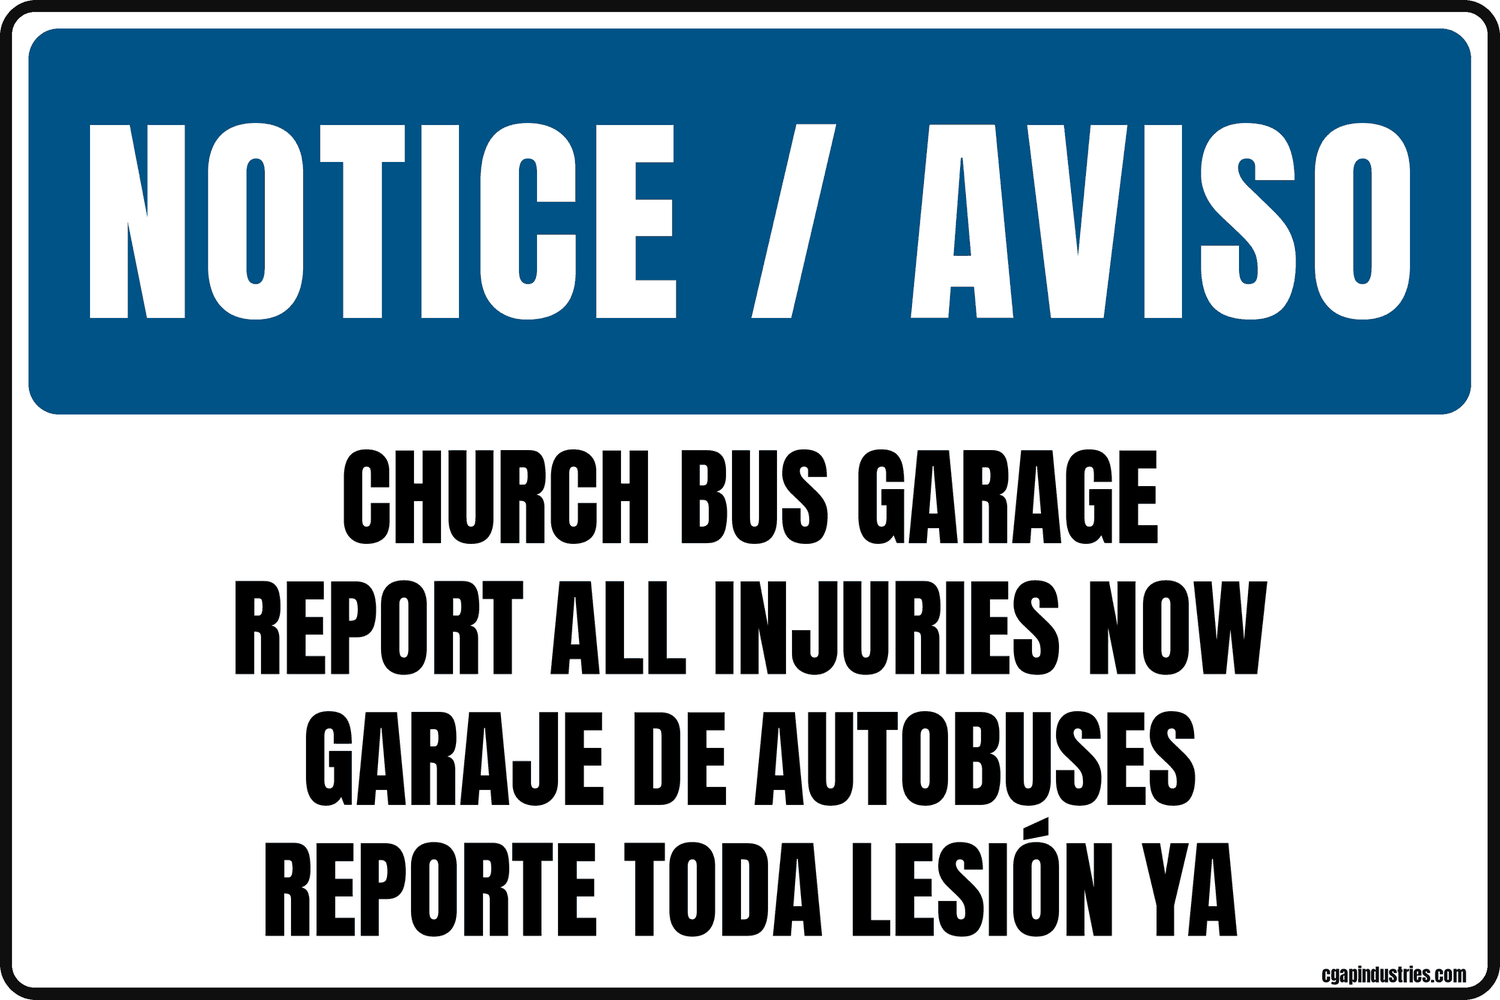 NOTICE / AVISO
CHURCH BUS GARAGE
REPORT ALL INJURIES NOW
GARAJE DE AUTOBUSES
REPORTE TODA LESIÓN YA
cgapindustries.com